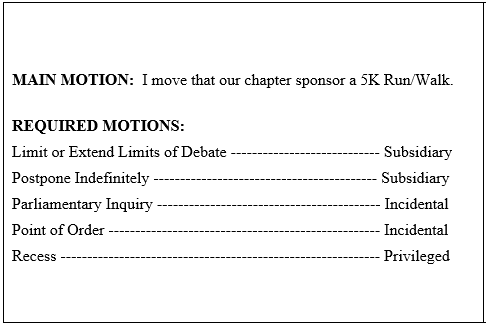 MAIN MOTION: I move that our chapter sponsor a 5K Run/Walk.
REQUIRED MOTIONS:
Limit or Extend Limits of Debate ---------------------------- Subsidiary
Postpone Indefinitely ------------------------------------------ Subsidiary
Parliamentary Inquiry ------------------------------------------ Incidental
Point of Order --------------------------------------------------- Incidental
Recess ------------------------------------------------------------ Privileged